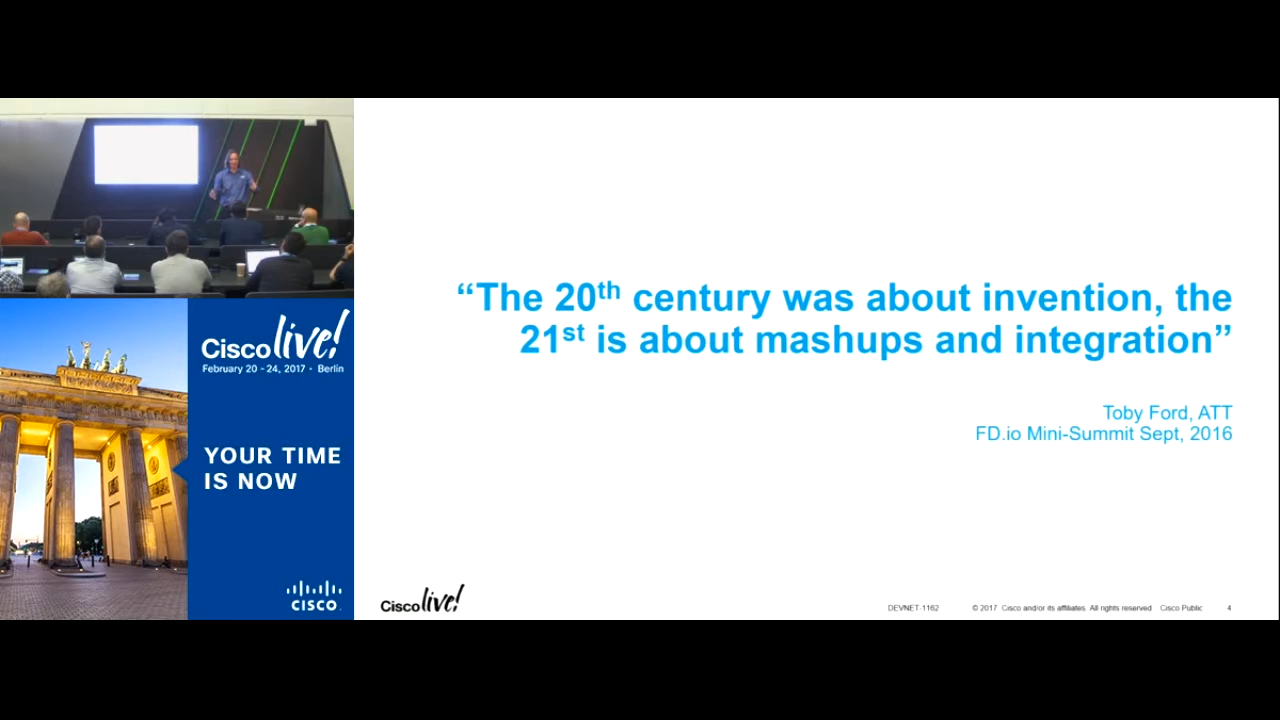 Cisco live!
February 20 - 24, 2017 · Berlin
YOUR TIME
IS NOW
CISCO.
“The 20th century was about invention, the
21st is about mashups and integration”
Toby Ford, ATT
FD.io Mini-Summit Sept, 2016
Cisco live!
DEVNET-1162 © 2017 Cisco and/or its affiliates. All rights reserved Cisco Public 4